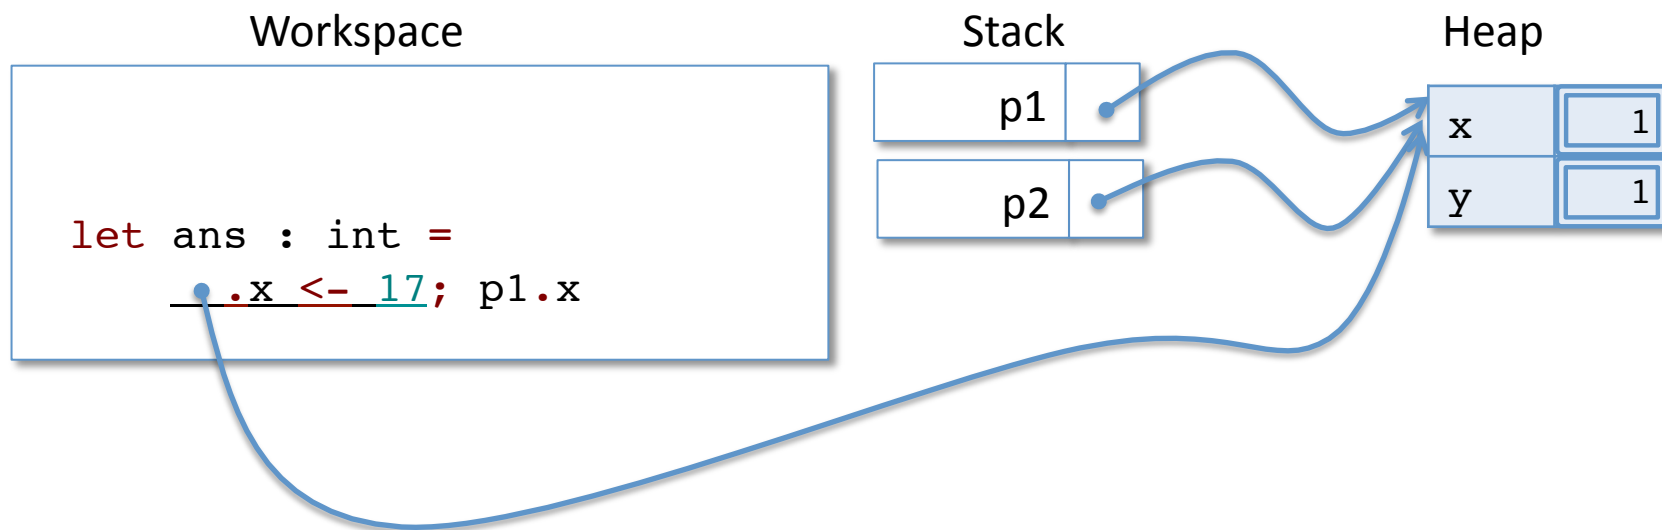 Workspace
Stack
Heap
p1
x 1
p2
y 1
let ans : int =
.x <- 17; p1.x